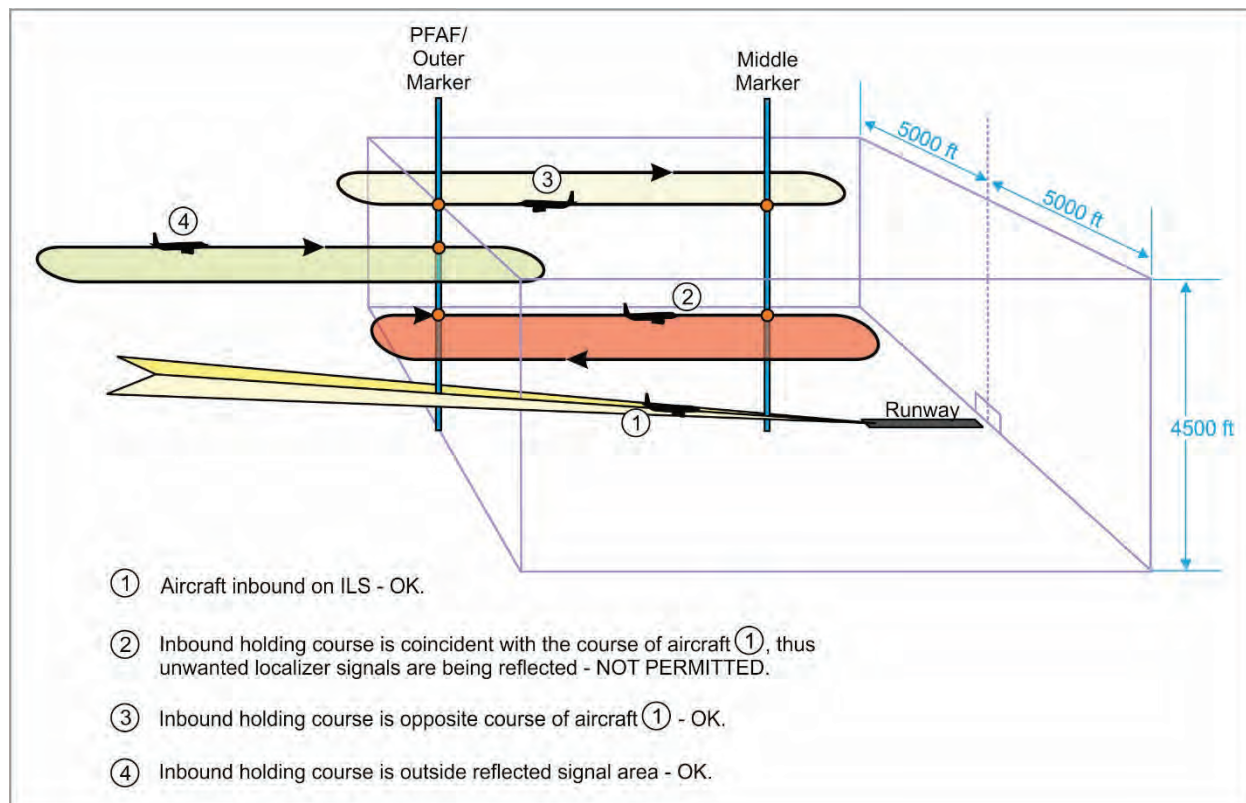 PFAF/
Outer
Marker
Middle
Marker
5000 ft
5000 ft
3
4
2
Runway
1
4500 ft
1 Aircraft inbound on ILS - OK.
2 Inbound holding course is coincident with the course of aircraft 1, thus
unwanted localizer signals are being reflected - NOT PERMITTED.
3 Inbound holding course is opposite course of aircraft 1 - OK.
4 Inbound holding course is outside reflected signal area - OK.